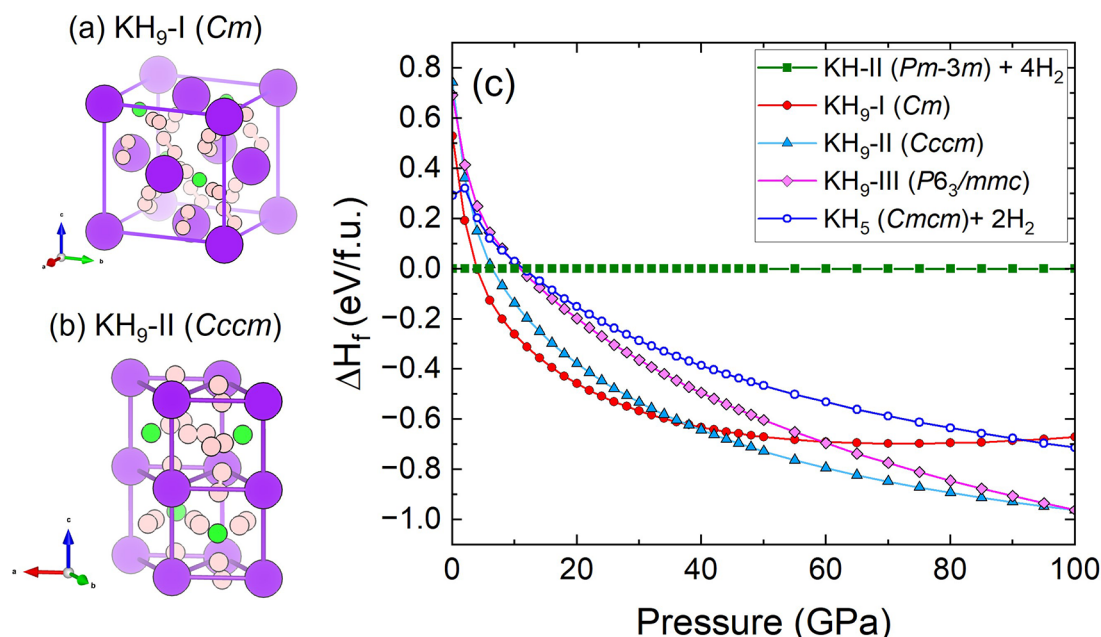 (a) KH₉-I (Cm)
c
a
b
(b) KH₉-II (Cccm)
c
a
b
(c)
KH-II (Pm-3m) + 4H₂
KH₉-I (Cm)
KH₉-II (Cccm)
KH₉-III (P6₃/mmc)
KH₅ (Cmcm)+ 2H₂
ΔH_f (eV/f.u.)
0.8
0.6
0.4
0.2
0.0
−0.2
−0.4
−0.6
−0.8
−1.0
0 20 40 60 80 100
Pressure (GPa)